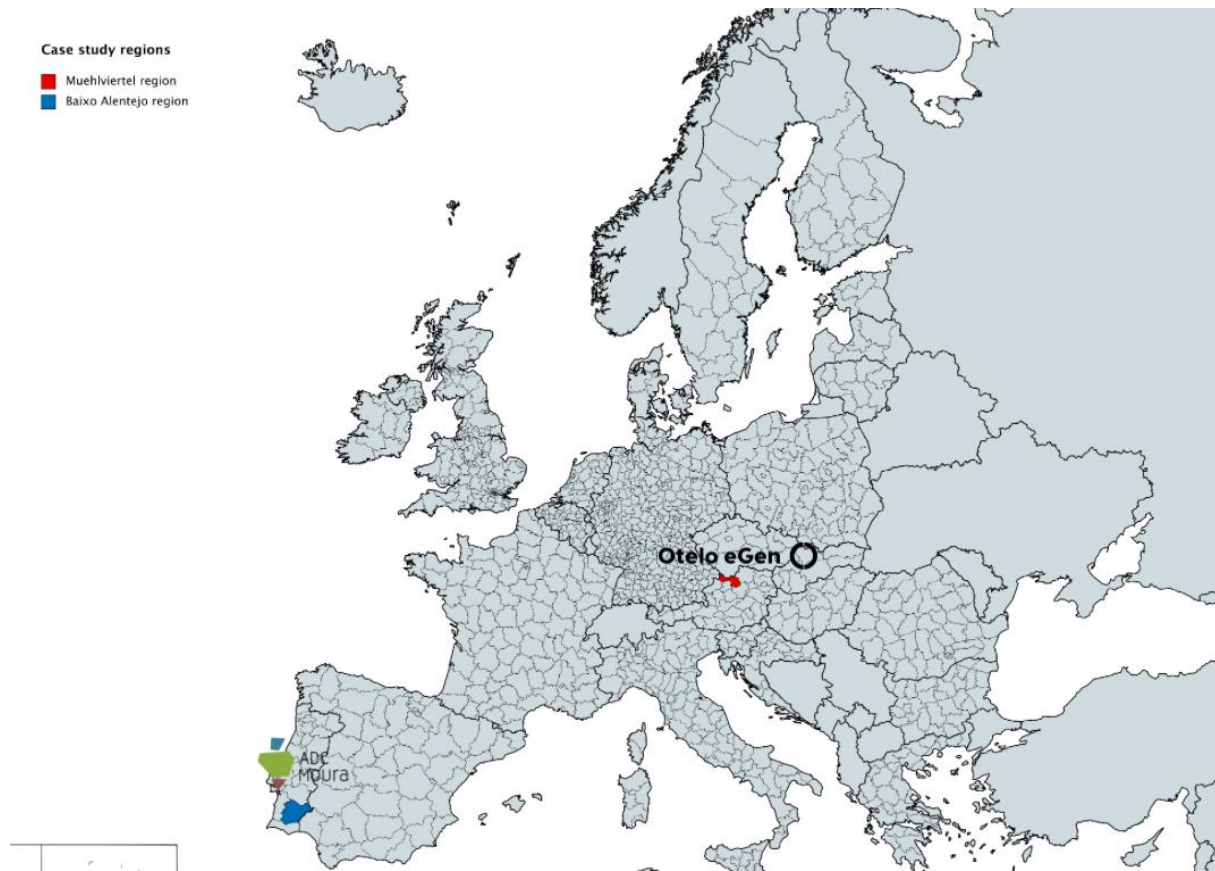 Case study regions
Muehlviertel region
Baixo Alentejo region
Otelo eGen
ADC
Moura